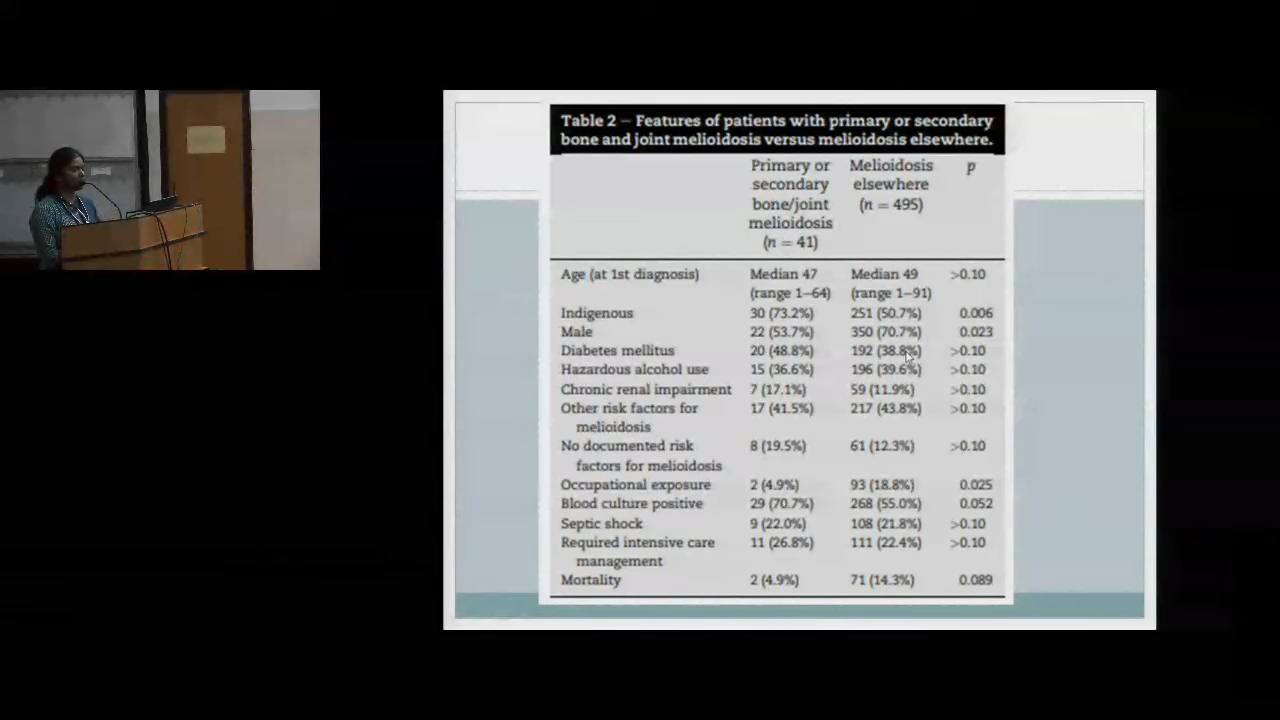 Table 2 – Features of patients with primary or secondary
bone and joint melioidosis versus melioidosis elsewhere.
Primary or secondary bone/joint melioidosis (n = 41) Melioidosis elsewhere (n = 495) p
Age (at 1st diagnosis) Median 47 (range 1–64) Median 49 (range 1–91) >0.10
Indigenous 30 (73.2%) 251 (50.7%) 0.006
Male 22 (53.7%) 350 (70.7%) 0.023
Diabetes mellitus 20 (48.8%) 192 (38.8%) >0.10
Hazardous alcohol use 15 (36.6%) 196 (39.6%) >0.10
Chronic renal impairment 7 (17.1%) 59 (11.9%) >0.10
Other risk factors for melioidosis 17 (41.5%) 217 (43.8%) >0.10
No documented risk factors for melioidosis 8 (19.5%) 61 (12.3%) >0.10
Occupational exposure 2 (4.9%) 93 (18.8%) 0.025
Blood culture positive 29 (70.7%) 268 (55.0%) 0.052
Septic shock 9 (22.0%) 108 (21.8%) >0.10
Required intensive care management 11 (26.8%) 111 (22.4%) >0.10
Mortality 2 (4.9%) 71 (14.3%) 0.089